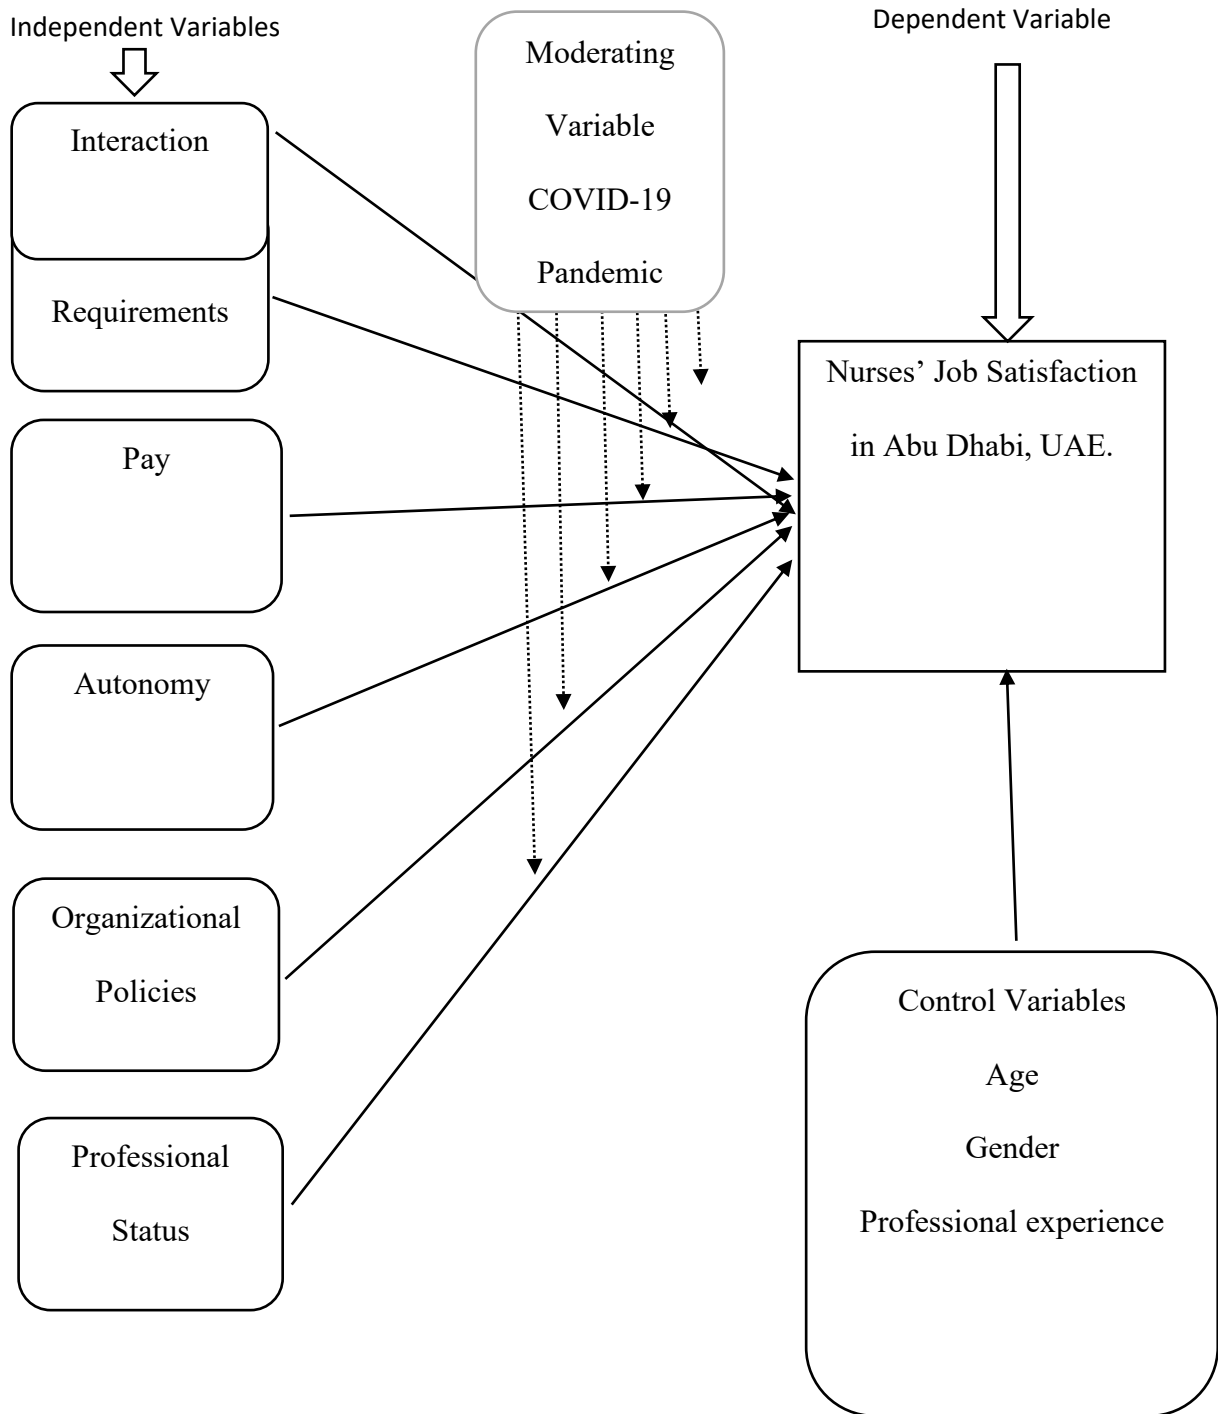 Independent Variables
Interaction
Requirements
Pay
Autonomy
Organizational
Policies
Professional
Status
Moderating
Variable
COVID-19
Pandemic
Dependent Variable
Nurses’ Job Satisfaction
in Abu Dhabi, UAE.
Control Variables
Age
Gender
Professional experience